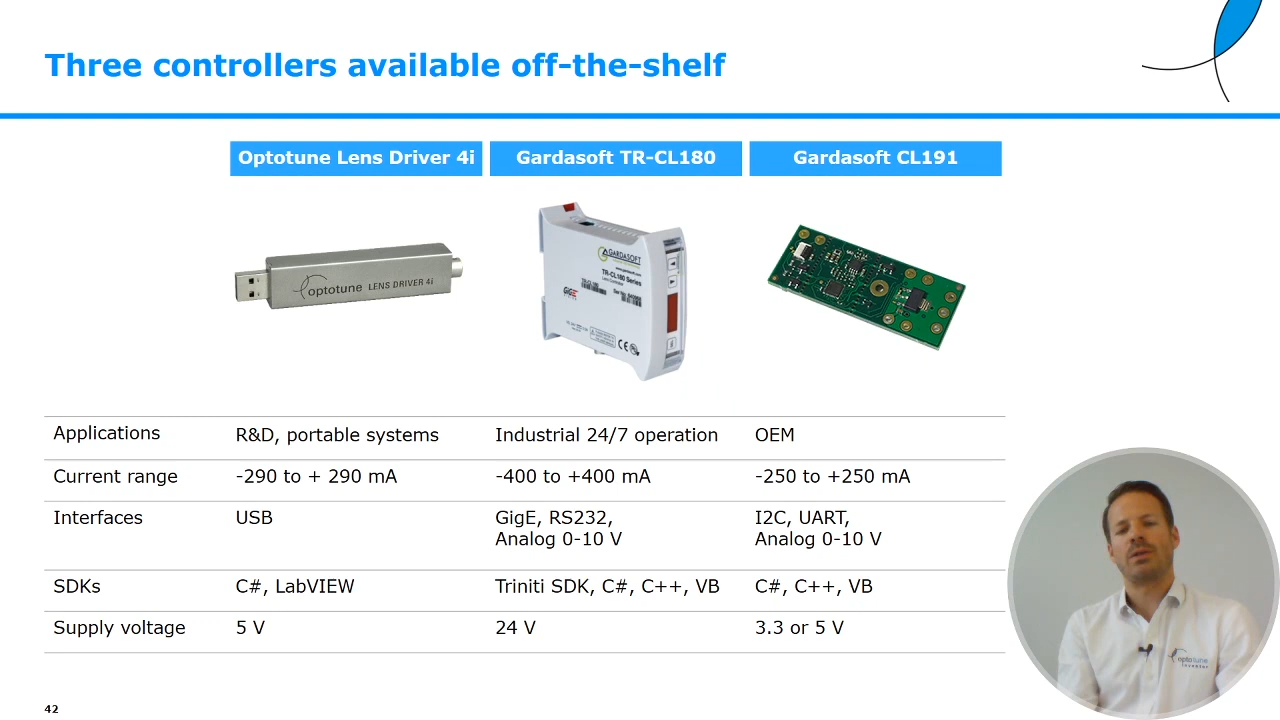 Three controllers available off-the-shelf
Optotune Lens Driver 4i
Gardasoft TR-CL180
Gardasoft CL191
optotune LENS DRIVER 4i
GARDASOFT
TR-CL180 Series
GigE
Applications
R&D, portable systems
Industrial 24/7 operation
OEM
Current range
-290 to + 290 mA
-400 to +400 mA
-250 to +250 mA
Interfaces
USB
GigE, RS232,
Analog 0-10 V
I2C, UART,
Analog 0-10 V
SDKs
C#, LabVIEW
Triniti SDK, C#, C++, VB
C#, C++, VB
Supply voltage
5 V
24 V
3.3 or 5 V
optotune
42